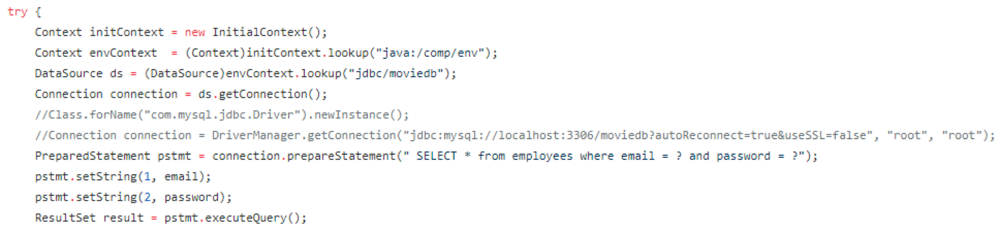 try {
    Context initContext = new InitialContext();
    Context envContext  = (Context)initContext.lookup("java:/comp/env");
    DataSource ds = (DataSource)envContext.lookup("jdbc/moviedb");
    Connection connection = ds.getConnection();
    //Class.forName("com.mysql.jdbc.Driver").newInstance();
    //Connection connection = DriverManager.getConnection("jdbc:mysql://localhost:3306/moviedb?autoReconnect=true&useSSL=false", "root", "root");
    PreparedStatement pstmt = connection.prepareStatement(" SELECT * from employees where email = ? and password = ?");
    pstmt.setString(1, email);
    pstmt.setString(2, password);
    ResultSet result = pstmt.executeQuery();